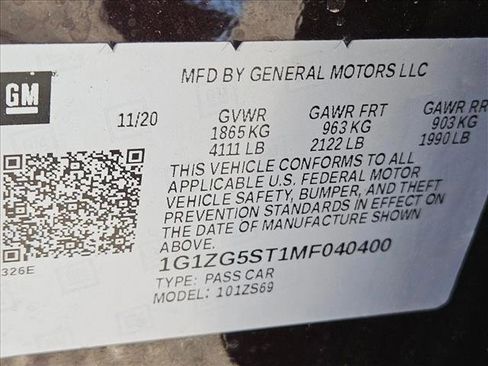 GM
MFD BY GENERAL MOTORS LLC
11/20 GVWR GAWR FRT GAWR RR
1865 KG 963 KG 903 KG
4111 LB 2122 LB 1990 LB
THIS VEHICLE CONFORMS TO ALL
APPLICABLE U.S. FEDERAL MOTOR
VEHICLE SAFETY, BUMPER, AND THEFT
PREVENTION STANDARDS IN EFFECT ON
THE DATE OF MANUFACTURE SHOWN
ABOVE.
1G1ZG5ST1MF040400
TYPE: PASS CAR
MODEL: 101ZS69
326E